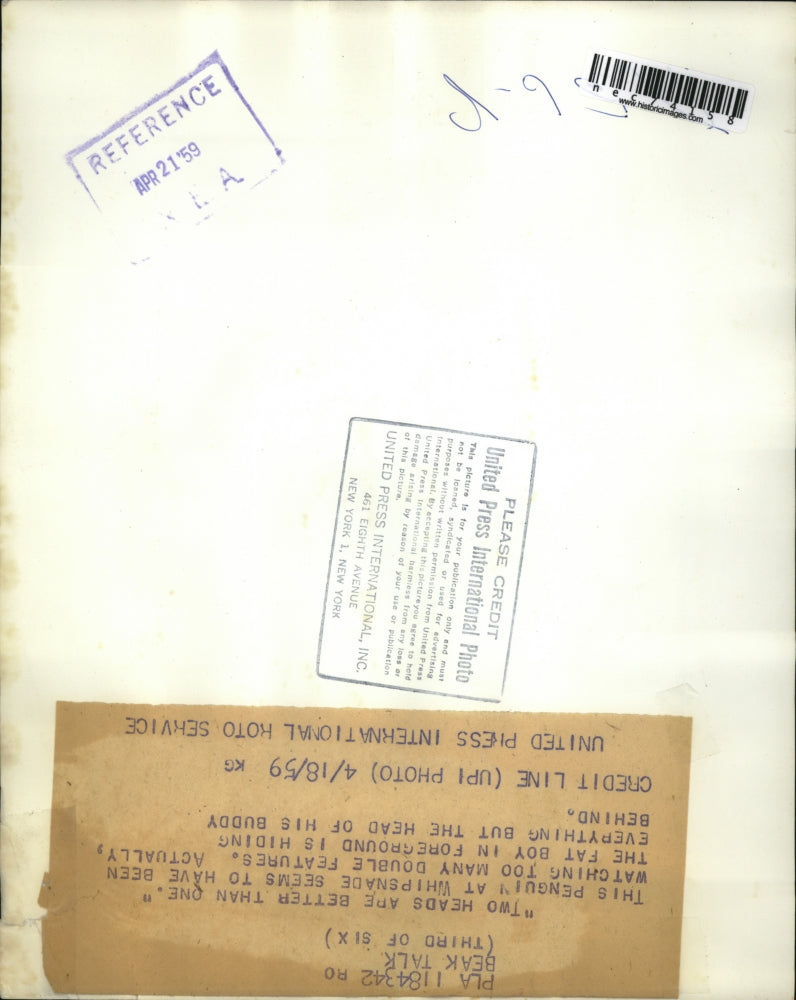 REFERENCE
APR 21 '59
www.historicimages.com
PLEASE CREDIT
United Press International Photo
This picture is for your publication only and must
not be loaned, syndicated or used for advertising
purposes without written permission from United Press
International. By accepting this picture you agree to hold
United Press International harmless from any loss or
damage arising by reason of your use or publication
of this picture.
UNITED PRESS INTERNATIONAL, INC.
461 EIGHTH AVENUE
NEW YORK 1, NEW YORK
PLA 1184342 RO
BEAK TALK
(THIRD OF SIX)
"TWO HEADS ARE BETTER THAN ONE."
THIS PENGUIN AT WHIPSNADE SEEMS TO HAVE BEEN
WATCHING TOO MANY DOUBLE FEATURES. ACTUALLY,
THE FAT BOY IN FOREGROUND IS HIDING
EVERYTHING BUT THE HEAD OF HIS BUDDY
BEHIND.
CREDIT LINE (UPI PHOTO) 4/18/59 KG
UNITED PRESS INTERNATIONAL ROTO SERVICE